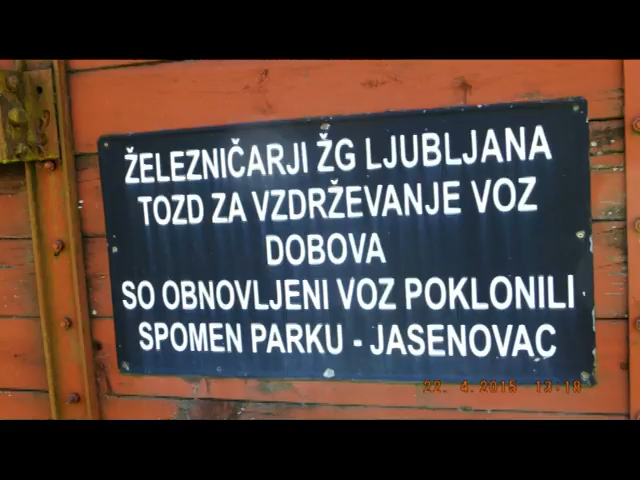 ŽELEZNIČARJI ŽG LJUBLJANA
TOZD ZA VZDRŽEVANJE VOZ
DOBOVA
SO OBNOVLJENI VOZ POKLONILI
SPOMEN PARKU - JASENOVAC
22. 4.2015 13:18